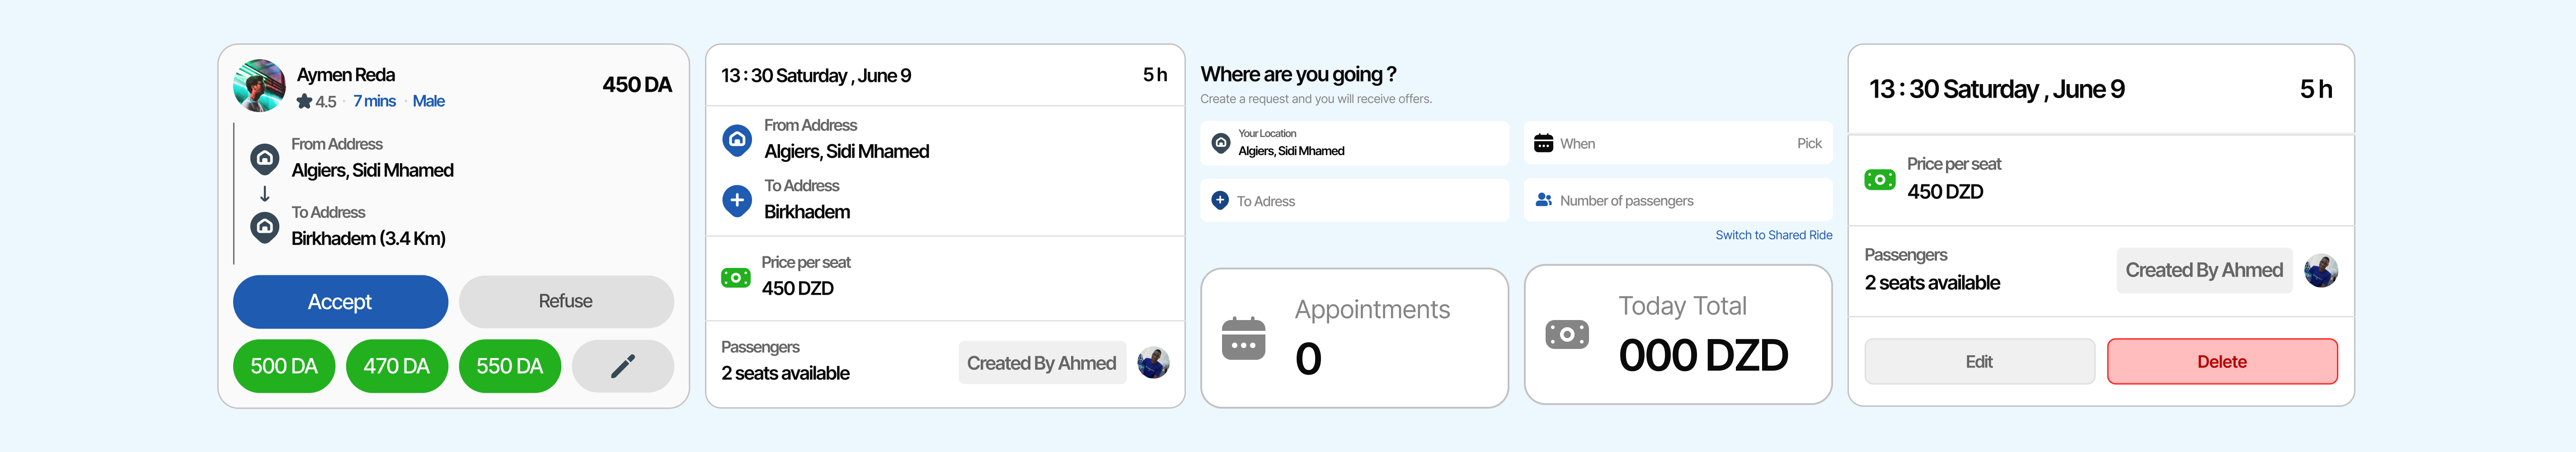 Aymen Reda
4.5 · 7 mins · Male
450 DA
From Address
Algiers, Sidi Mhamed
To Address
Birkhadem (3.4 Km)
Accept
Refuse
500 DA
470 DA
550 DA
13 : 30 Saturday , June 9
5 h
From Address
Algiers, Sidi Mhamed
To Address
Birkhadem
Price per seat
450 DZD
Passengers
2 seats available
Created By Ahmed
Where are you going ?
Create a request and you will receive offers.
Your Location
Algiers, Sidi Mhamed
When
Pick
To Adress
Number of passengers
Switch to Shared Ride
Appointments
0
Today Total
000 DZD
13 : 30 Saturday , June 9
5 h
Price per seat
450 DZD
Passengers
2 seats available
Created By Ahmed
Edit
Delete